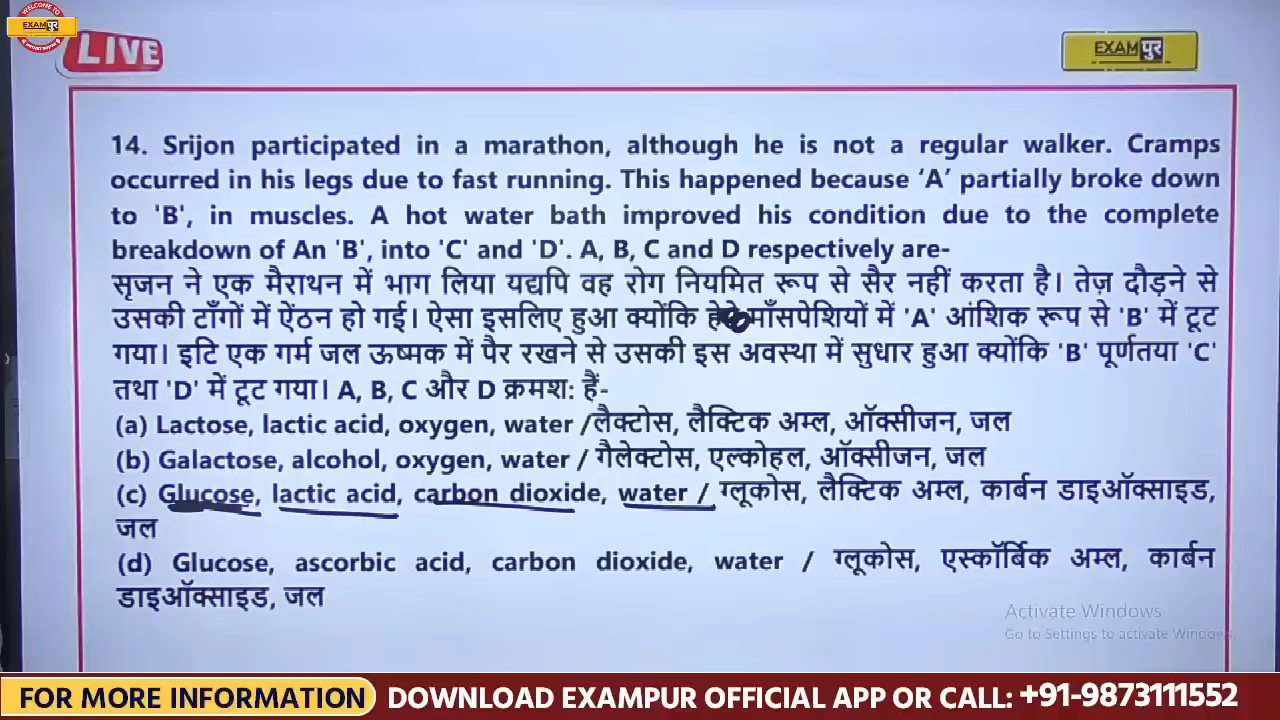 WELCOME TO
EXAMपुर
LIVE
EXAMपुर
14. Srijon participated in a marathon, although he is not a regular walker. Cramps
occurred in his legs due to fast running. This happened because ‘A’ partially broke down
to 'B', in muscles. A hot water bath improved his condition due to the complete
breakdown of An 'B', into 'C' and 'D'. A, B, C and D respectively are-
सृजन ने एक मैराथन में भाग लिया यद्यपि वह रोग नियमित रूप से सैर नहीं करता है। तेज़ दौड़ने से
उसकी टाँगों में ऐंठन हो गई। ऐसा इसलिए हुआ क्योंकि माँसपेशियों में 'A' आंशिक रूप से 'B' में टूट
गया। इटि एक गर्म जल ऊष्मक में पैर रखने से उसकी इस अवस्था में सुधार हुआ क्योंकि 'B' पूर्णतया 'C'
तथा 'D' में टूट गया। A, B, C और D क्रमश: हैं-
(a) Lactose, lactic acid, oxygen, water /लैक्टोस, लैक्टिक अम्ल, ऑक्सीजन, जल
(b) Galactose, alcohol, oxygen, water / गैलेक्टोस, एल्कोहल, ऑक्सीजन, जल
(c) Glucose, lactic acid, carbon dioxide, water / ग्लूकोस, लैक्टिक अम्ल, कार्बन डाइऑक्साइड,
जल
(d) Glucose, ascorbic acid, carbon dioxide, water / ग्लूकोस, एस्कॉर्बिक अम्ल, कार्बन
डाइऑक्साइड, जल
Activate Windows
Go to Settings to activate Windows.
FOR MORE INFORMATION DOWNLOAD EXAMPUR OFFICIAL APP OR CALL: +91-9873111552